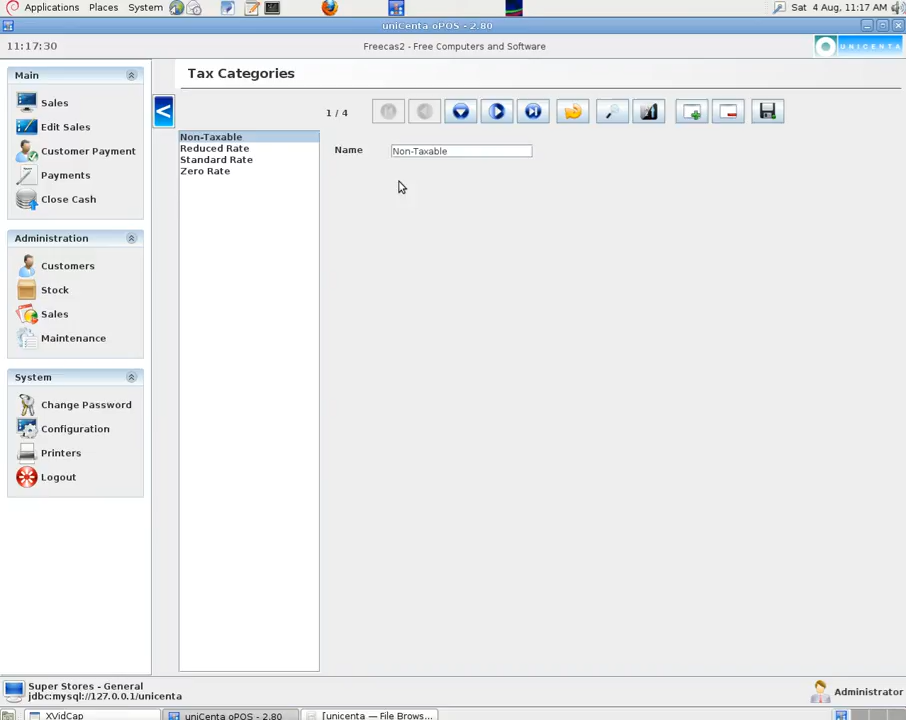 Applications Places System Sat 4 Aug, 11:17 AM
uniCenta oPOS - 2.80
11:17:30 Freecas2 - Free Computers and Software UNICENTA
Main
Sales
Edit Sales
Customer Payment
Payments
Close Cash
Administration
Customers
Stock
Sales
Maintenance
System
Change Password
Configuration
Printers
Logout
Tax Categories
<
1 / 4
Non-Taxable
Reduced Rate
Standard Rate
Zero Rate
Name Non-Taxable
Super Stores - General
jdbc:mysql://127.0.0.1/unicenta
Administrator
XVidCap uniCenta oPOS - 2.80 [unicenta — File Brows...